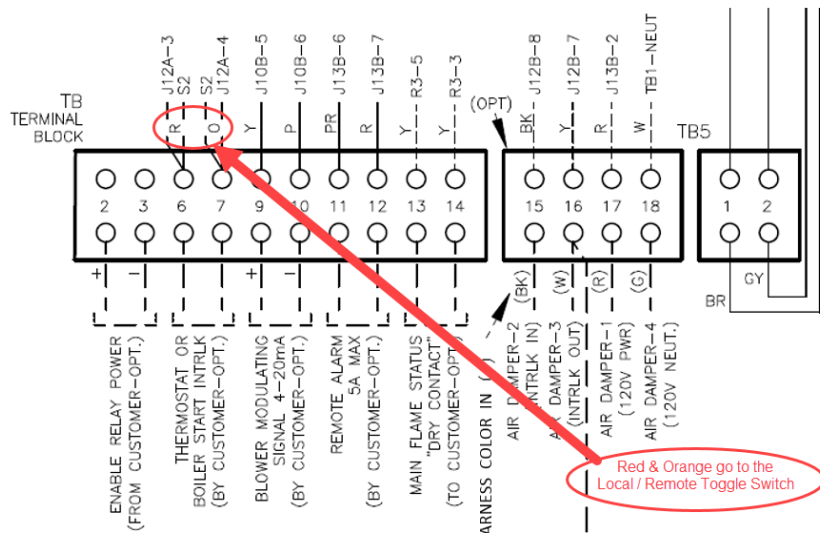 J12A-3
S2
S2
J12A-4
J10B-5
J10B-6
J13B-6
J13B-7
R3-5
R3-3
J12B-8
J12B-7
J13B-2
TB1-NEUT
(OPT)
TB
TERMINAL
BLOCK
R
O
Y
P
PR
R
Y
Y
BK
Y
R
W
TB5
2
3
6
7
9
10
11
12
13
14
15
16
17
18
1
2
+
−
+
−
(BK)
(W)
(R)
(G)
BR
GY
ENABLE RELAY POWER
(FROM CUSTOMER-OPT.)
THERMOSTAT OR
BOILER START INTRLK
(BY CUSTOMER-OPT.)
BLOWER MODULATING
SIGNAL 4-20mA
(BY CUSTOMER-OPT.)
REMOTE ALARM
5A MAX
(BY CUSTOMER-OPT.)
MAIN FLAME STATUS
"DRY CONTACT"
(TO CUSTOMER-OPT.)
ARNESS COLOR IN (
AIR DAMPER-2
(INTRLK IN)
AIR DAMPER-3
(INTRLK OUT)
AIR DAMPER-1
(120V PWR)
AIR DAMPER-4
(120V NEUT.)
Red & Orange go to the
Local / Remote Toggle Switch